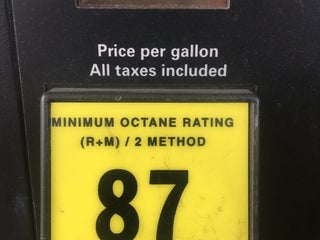 Price per gallon
All taxes included
MINIMUM OCTANE RATING
(R+M) / 2 METHOD
87